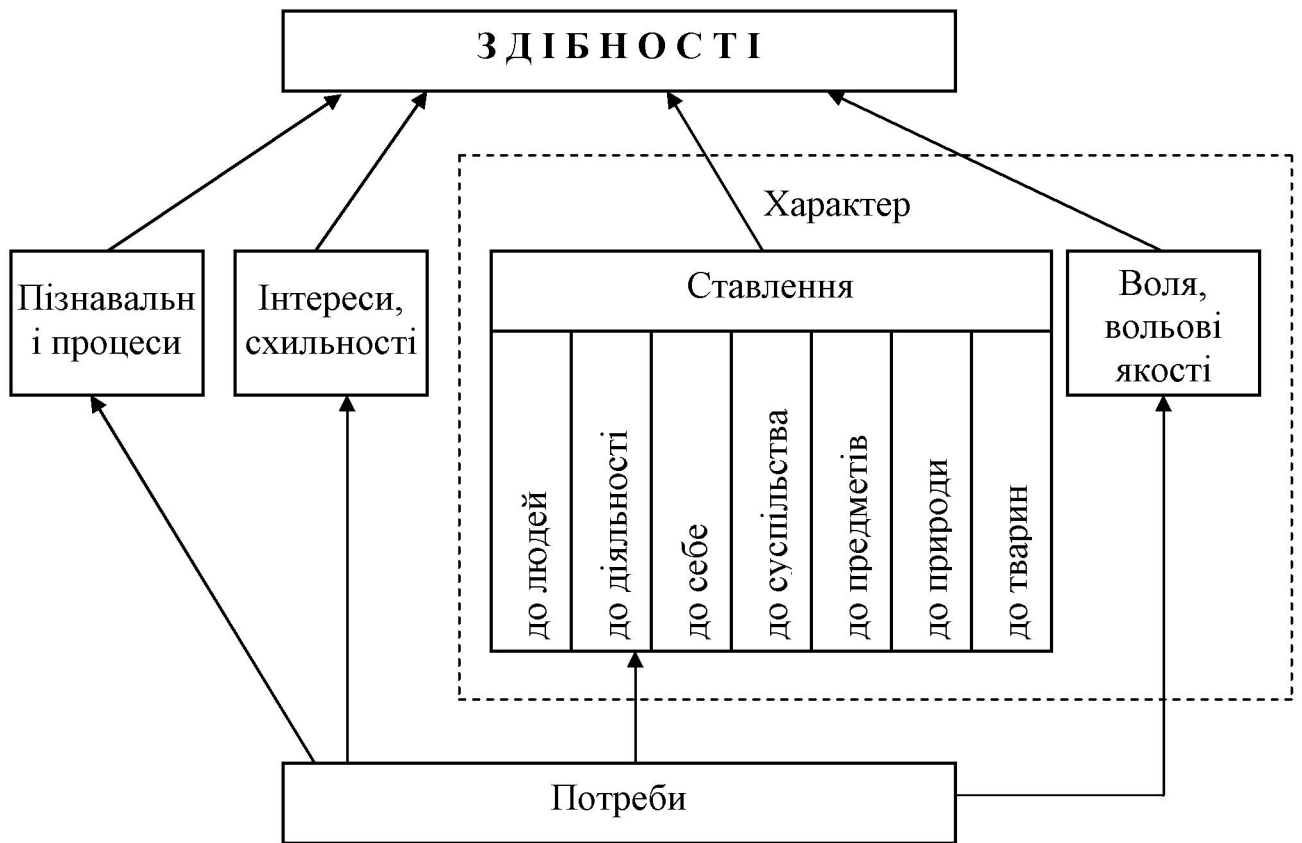 З Д І Б Н О С Т І
Характер
Пізнавальн
і процеси
Інтереси,
схильності
Ставлення
Воля,
вольові
якості
до людей
до діяльності
до себе
до суспільства
до предметів
до природи
до тварин
Потреби